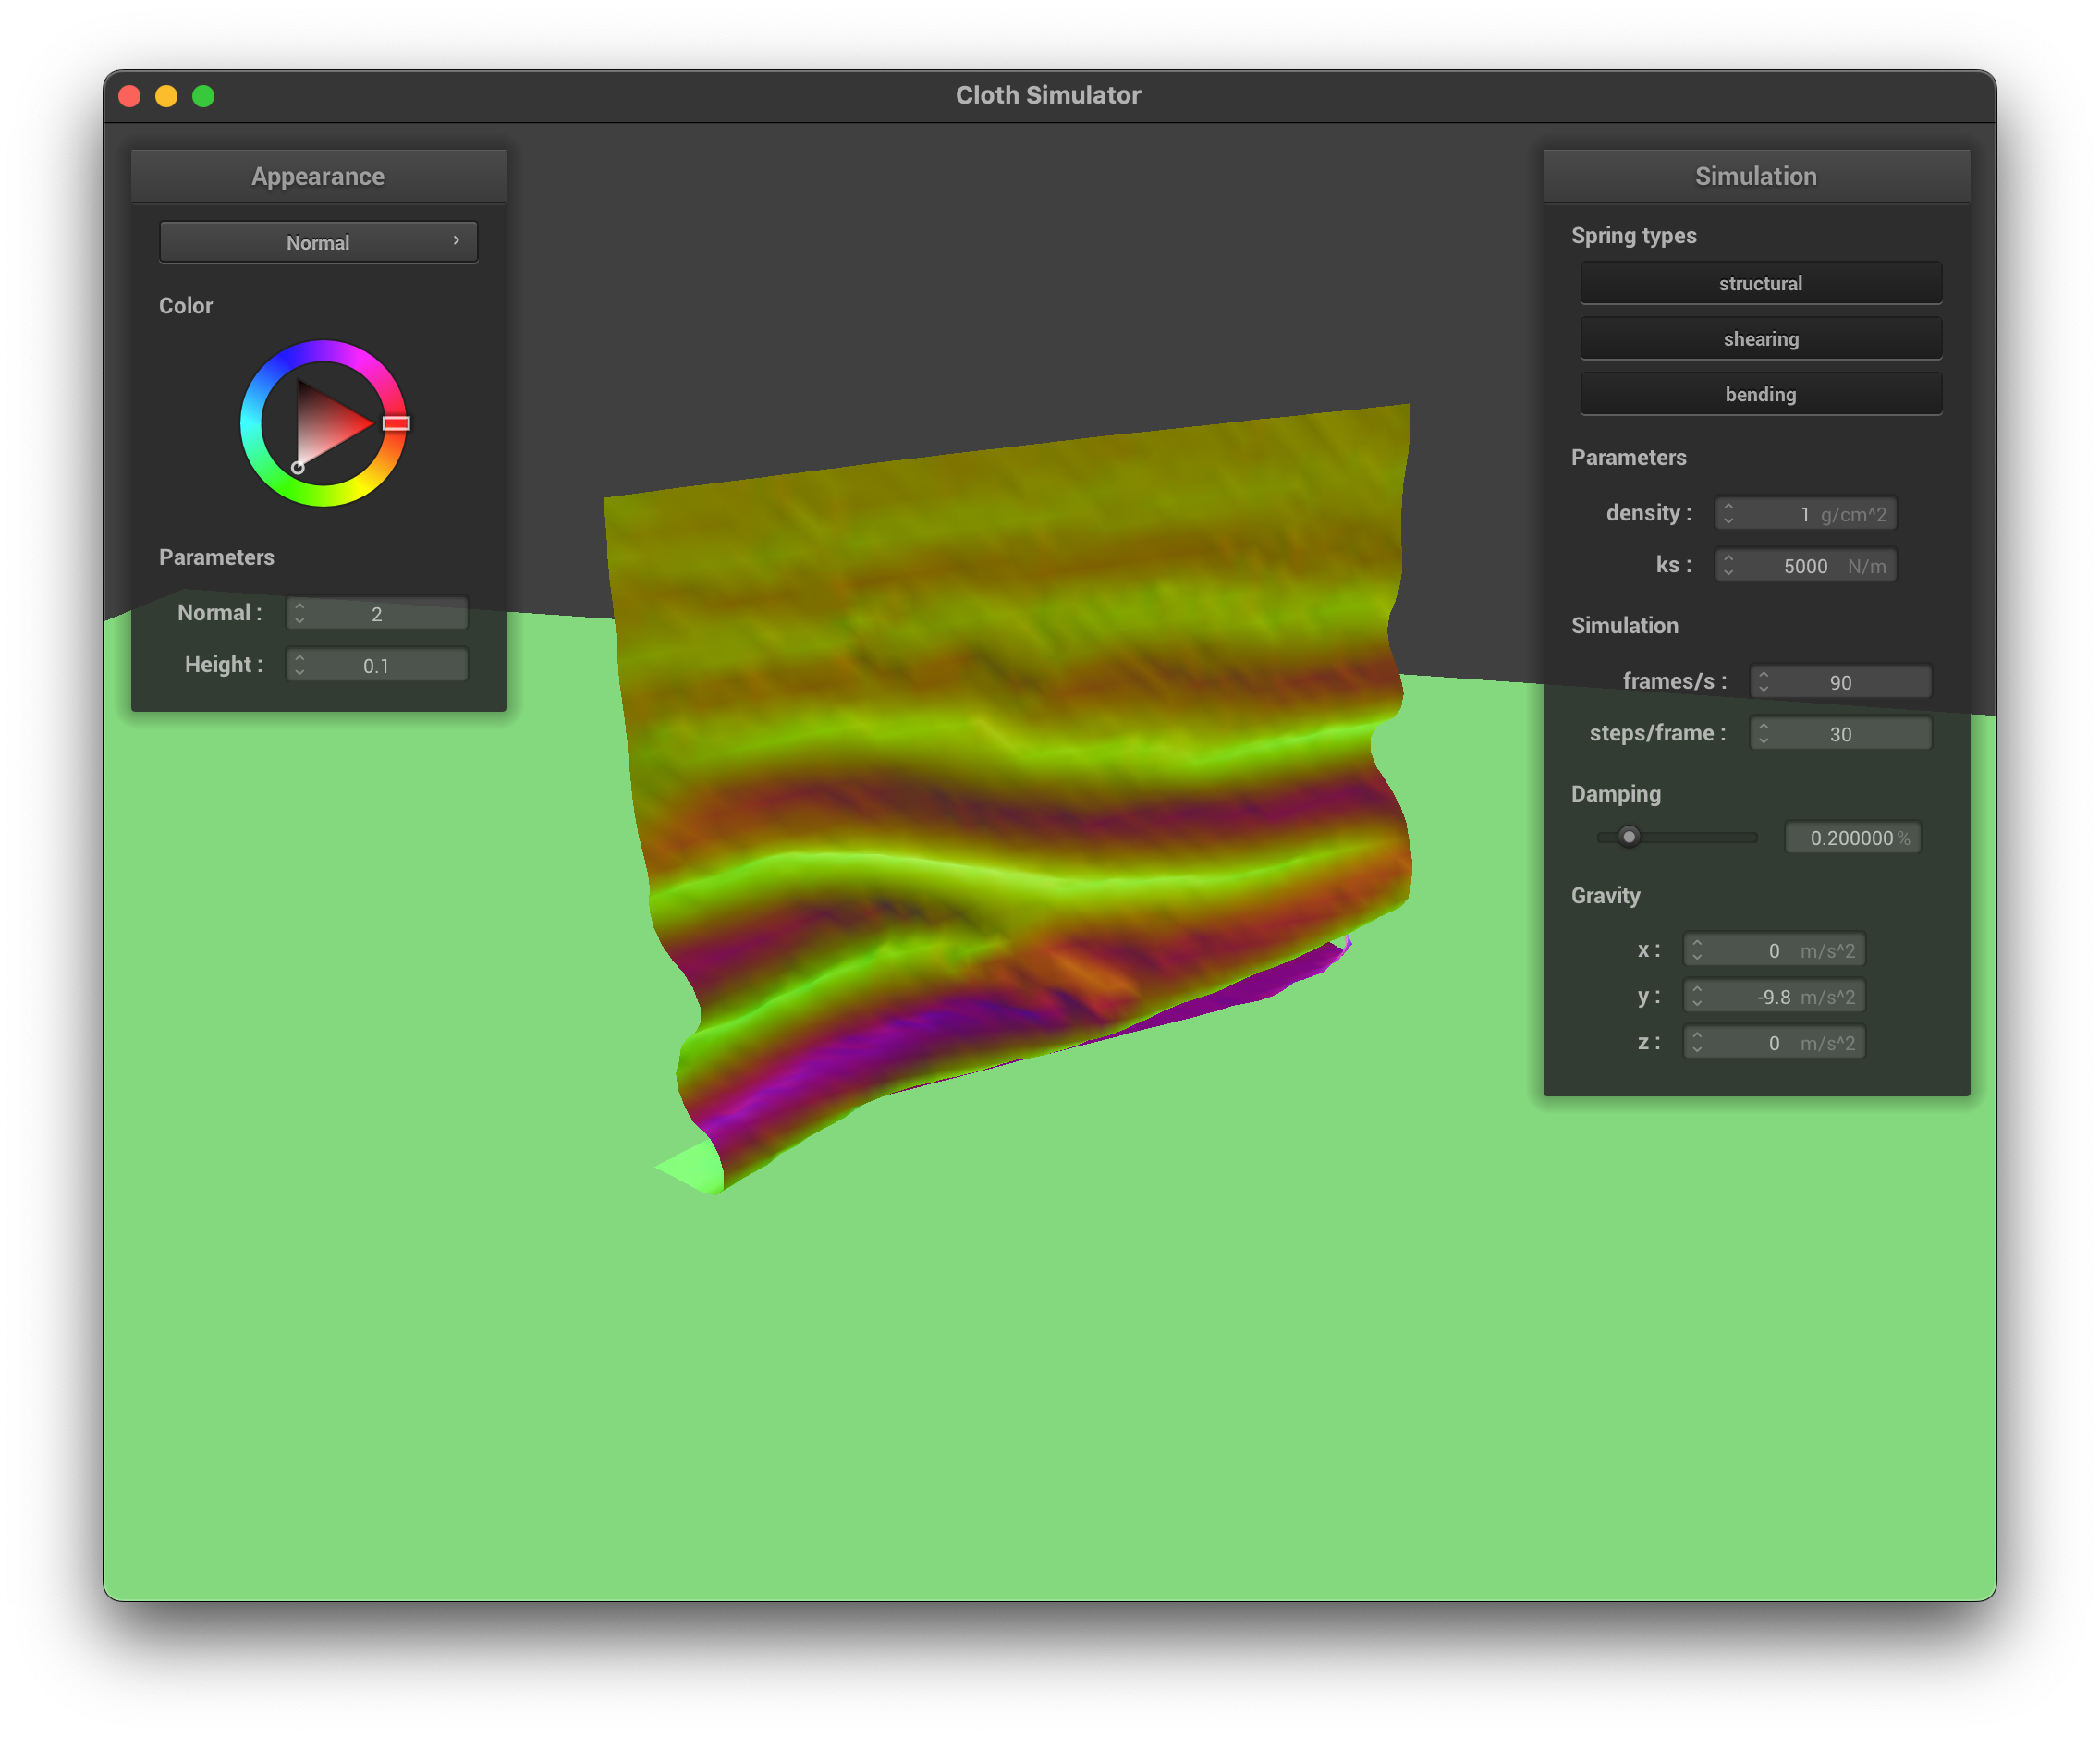 Cloth Simulator
Appearance
Normal
Color
Parameters
Normal : 2
Height : 0.1
Simulation
Spring types
structural
shearing
bending
Parameters
density : 1 g/cm^2
ks : 5000 N/m
Simulation
frames/s : 90
steps/frame : 30
Damping
0.200000 %
Gravity
x : 0 m/s^2
y : -9.8 m/s^2
z : 0 m/s^2